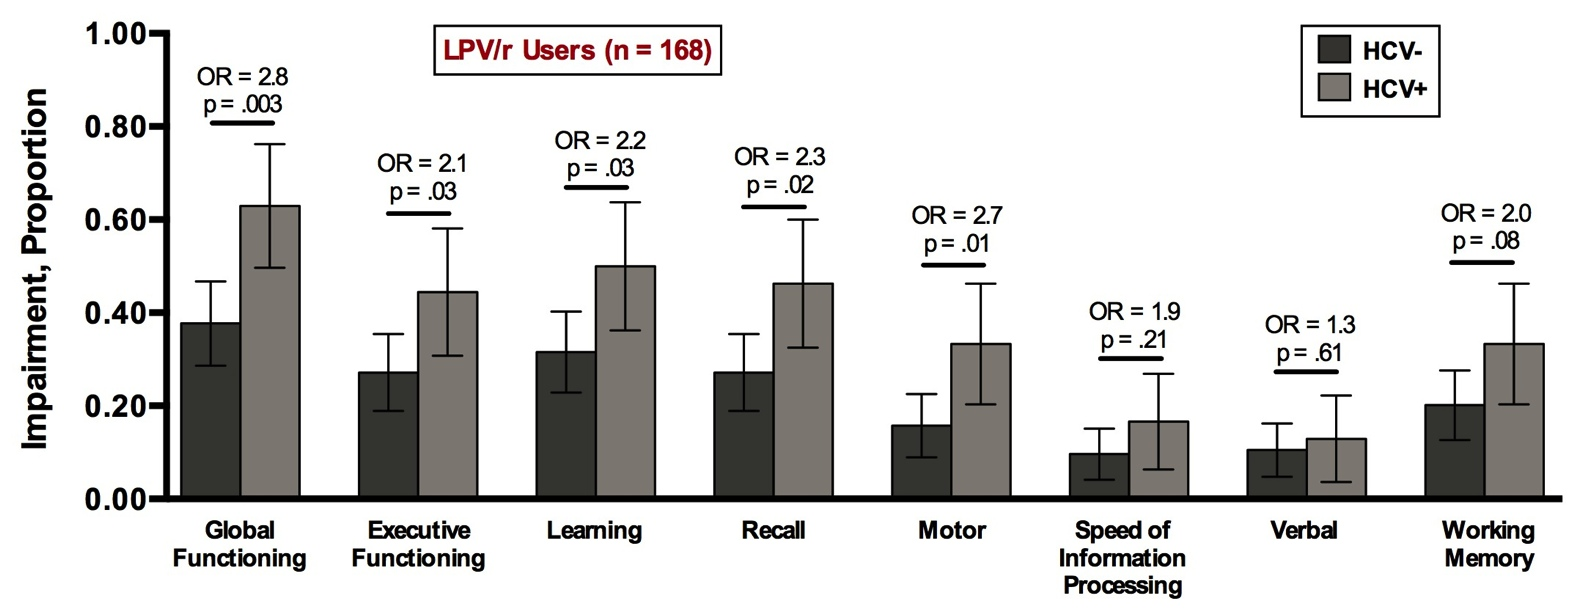 LPV/r Users (n = 168)
HCV-
HCV+
Impairment, Proportion
1.00
0.80
0.60
0.40
0.20
0.00
OR = 2.8
p = .003
OR = 2.1
p = .03
OR = 2.2
p = .03
OR = 2.3
p = .02
OR = 2.7
p = .01
OR = 1.9
p = .21
OR = 1.3
p = .61
OR = 2.0
p = .08
Global
Functioning
Executive
Functioning
Learning
Recall
Motor
Speed of
Information
Processing
Verbal
Working
Memory